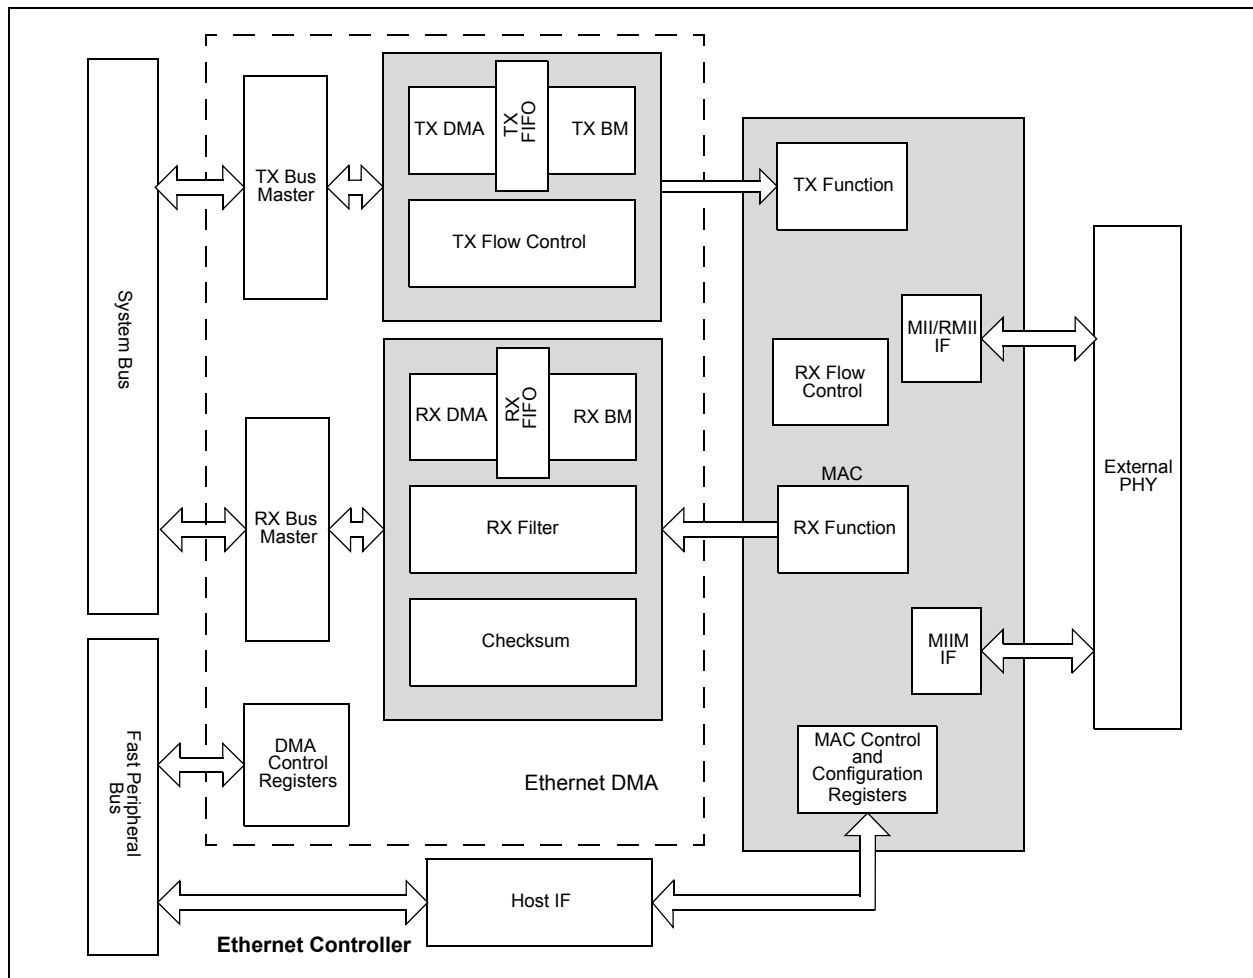 System Bus
TX Bus
Master
TX DMA
TX
FIFO
TX BM
TX Flow Control
TX Function
MII/RMII
IF
RX Flow
Control
RX DMA
RX
FIFO
RX BM
RX Bus
Master
RX Filter
MAC
RX Function
External
PHY
Checksum
MIIM
IF
Fast Peripheral
Bus
DMA
Control
Registers
Ethernet DMA
MAC Control
and
Configuration
Registers
Host IF
Ethernet Controller